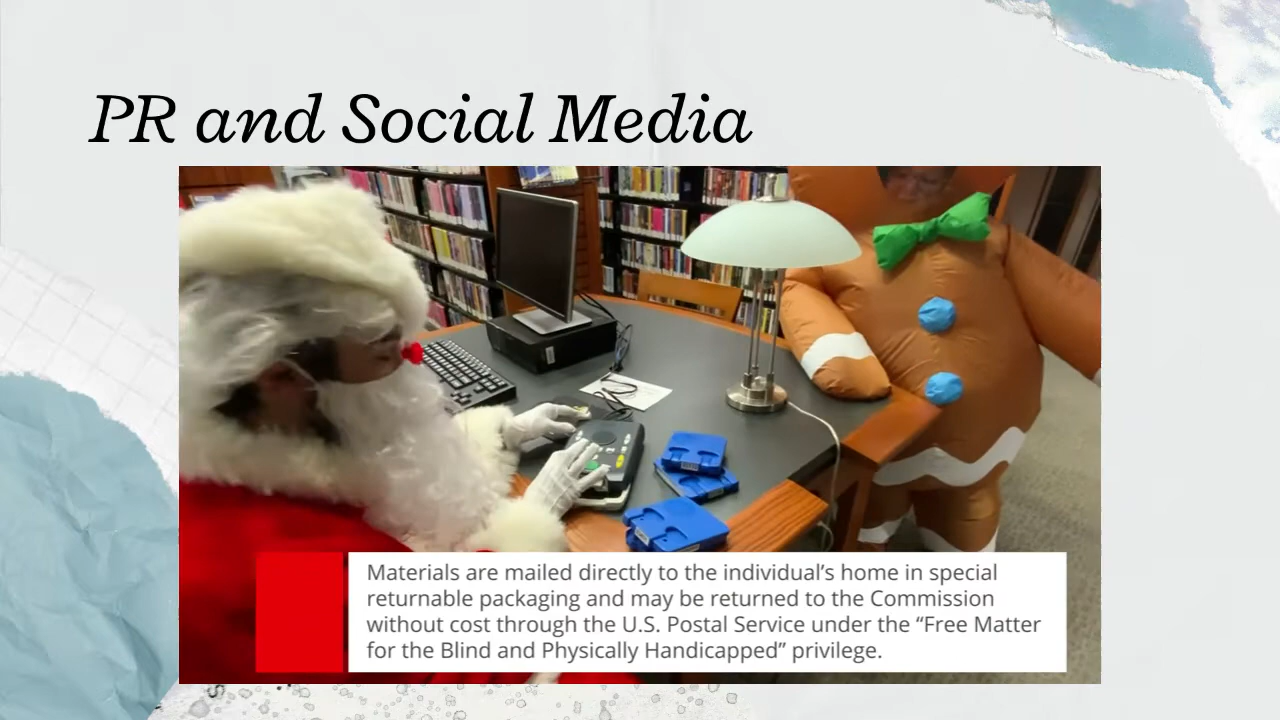 PR and Social Media
Materials are mailed directly to the individual’s home in special
returnable packaging and may be returned to the Commission
without cost through the U.S. Postal Service under the “Free Matter
for the Blind and Physically Handicapped” privilege.